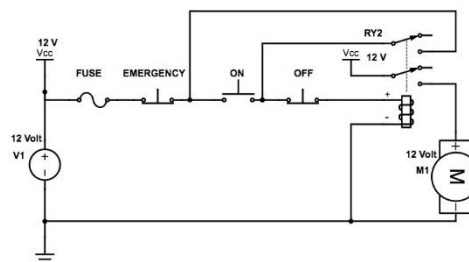 12 V
Vcc
FUSE
EMERGENCY
ON
OFF
RY2
Vcc
12 V
+
-
12 Volt
V1
+
-
12 Volt
M1
+
M
-